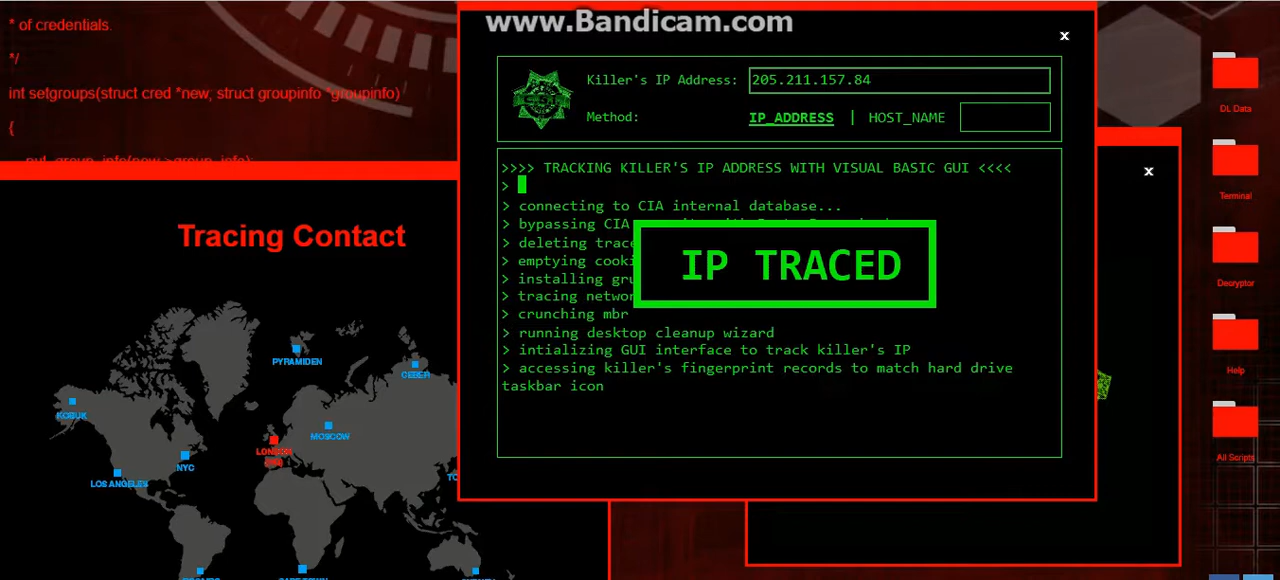 * of credentials.
*/
int setgroups(struct cred *new; struct groupinfo *groupinfo)
{
www.Bandicam.com
x
Killer's IP Address: 205.211.157.84
Method: IP_ADDRESS | HOST_NAME
>>>> TRACKING KILLER'S IP ADDRESS WITH VISUAL BASIC GUI <<<<
>
> connecting to CIA internal database...
> bypassing CIA
> deleting
> emptying
> installing
> tracing
> crunching mbr
> running desktop cleanup wizard
> intializing GUI interface to track killer's IP
> accessing killer's fingerprint records to match hard drive
taskbar icon
IP TRACED
Tracing Contact
PYRAMIDEN
KOBUK
MOSCOW
LONDON
NYC
LOS ANGELES
x
DL Data
Terminal
Decryptor
Help
All Scripts